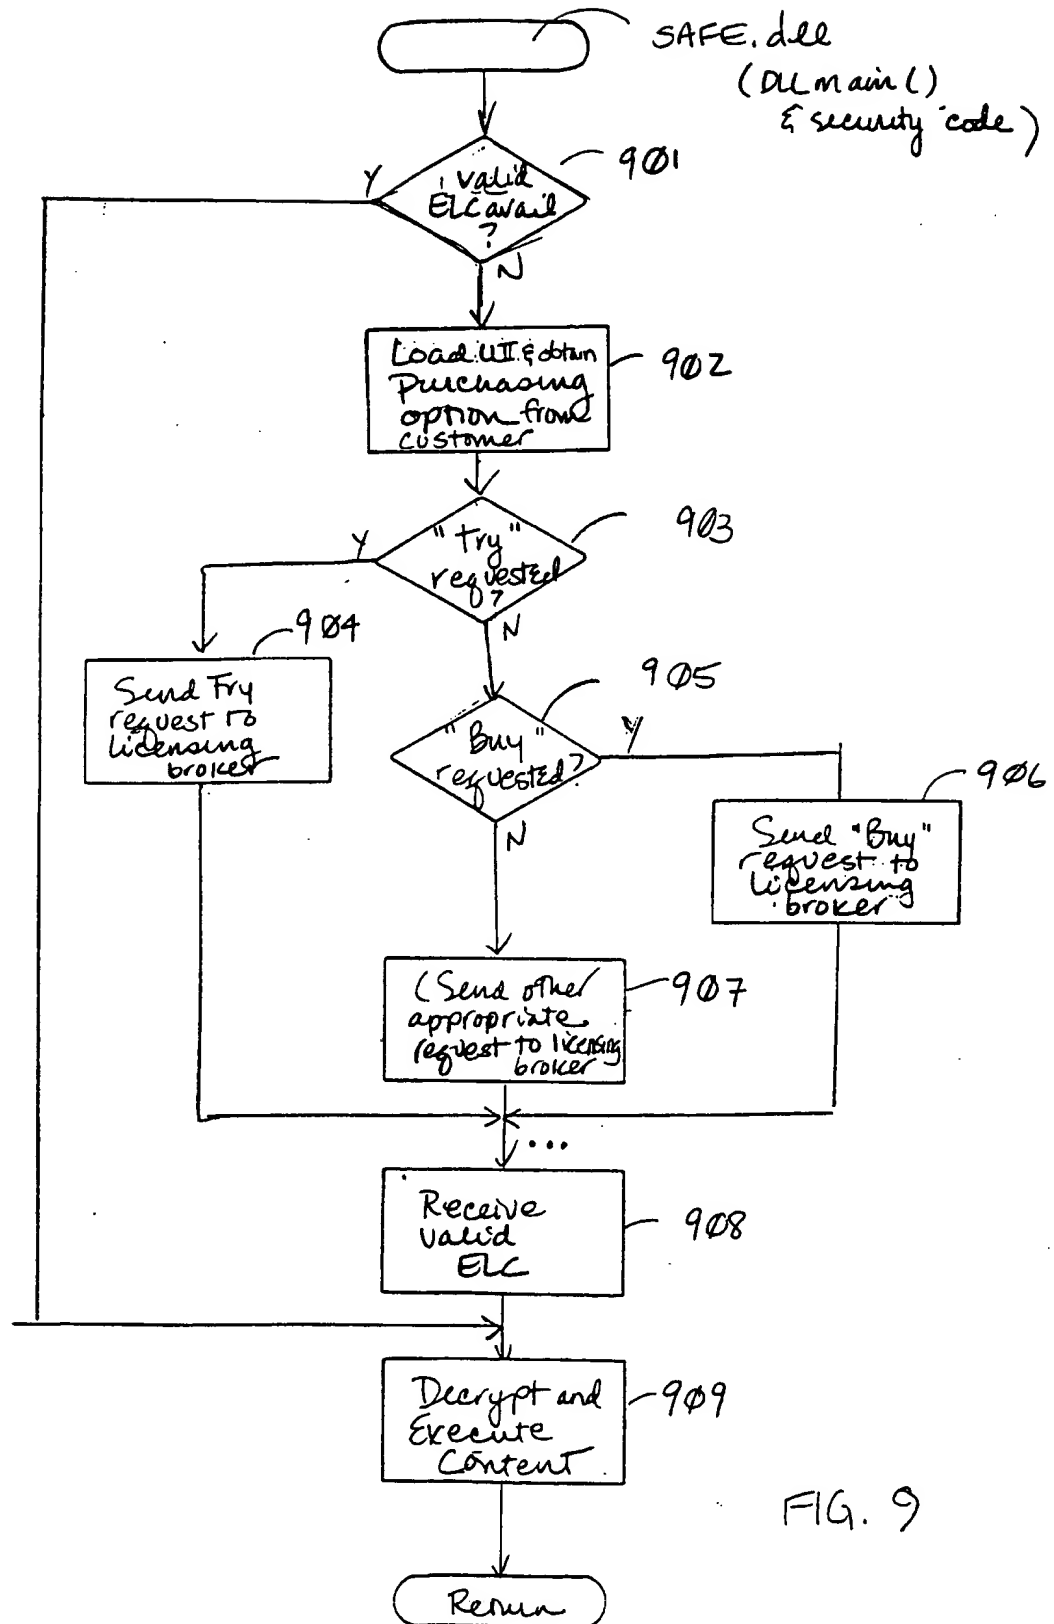 SAFE.dll
(DLLmain()
& security code)
901
Y
valid
ELC avail
?
N
Load UI & obtain
Purchasing
option from
customer
902
903
Y
"Try"
requested
?
N
904
Send Try
request to
licensing
broker
905
"Buy"
requested?
Y
N
906
Send "Buy"
request to
licensing
broker
(Send other
appropriate
request to licensing
broker
907
...
Receive
valid
ELC
908
Decrypt and
Execute
Content
909
FIG. 9
Return